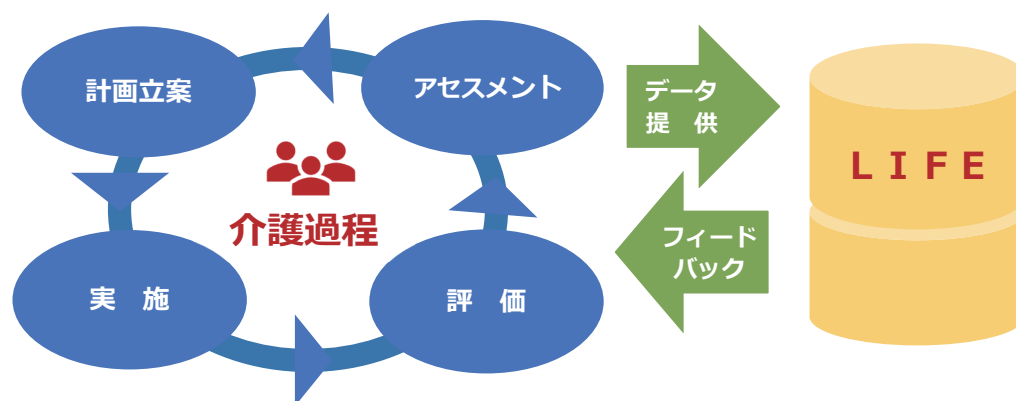 計画立案
アセスメント
データ
提　供
ＬＩＦＥ
介護過程
フィード
バック
実　施
評　価